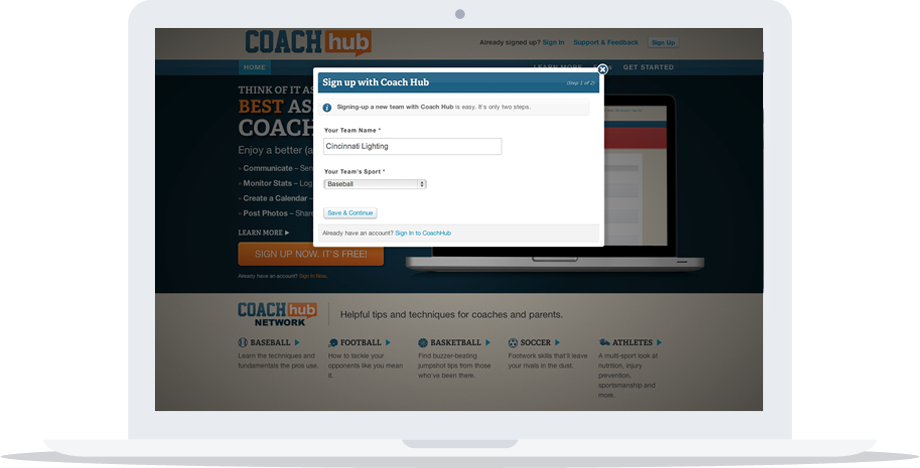 COACH hub
Already signed up? Sign In Support & Feedback Sign Up
HOME
LEARN MORE
GET STARTED
Sign up with Coach Hub (Step 1 of 2)
Signing-up a new team with Coach Hub is easy. It's only two steps.
Your Team Name *
Cincinnati Lighting
Your Team's Sport *
Baseball
Save & Continue
Already have an account? Sign In to CoachHub
THINK OF IT AS
BEST AS
COACH
Enjoy a better (a
- Communicate – Sen
- Monitor Stats – Log
- Create a Calendar –
- Post Photos – Share
LEARN MORE
SIGN UP NOW. IT'S FREE!
Already have an account? Sign In Now.
COACH hub
NETWORK
Helpful tips and techniques for coaches and parents.
BASEBALL
Learn the techniques and
fundamentals the pros use.
FOOTBALL
How to tackle your
opponents like you mean
it.
BASKETBALL
Find buzzer-beating
jumpshot tips from those
who've been there.
SOCCER
Footwork skills that'll leave
your rivals in the dust.
ATHLETES
A multi-sport look at
nutrition, injury
prevention,
sportsmanship and
more.